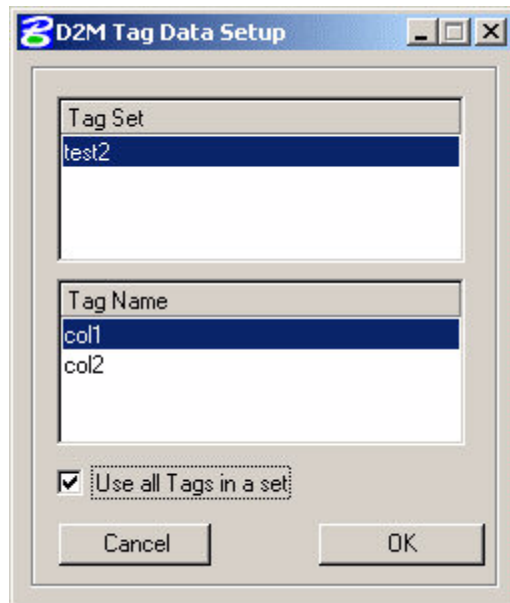 D2M Tag Data Setup
Tag Set
test2
Tag Name
col1
col2
Use all Tags in a set
Cancel OK